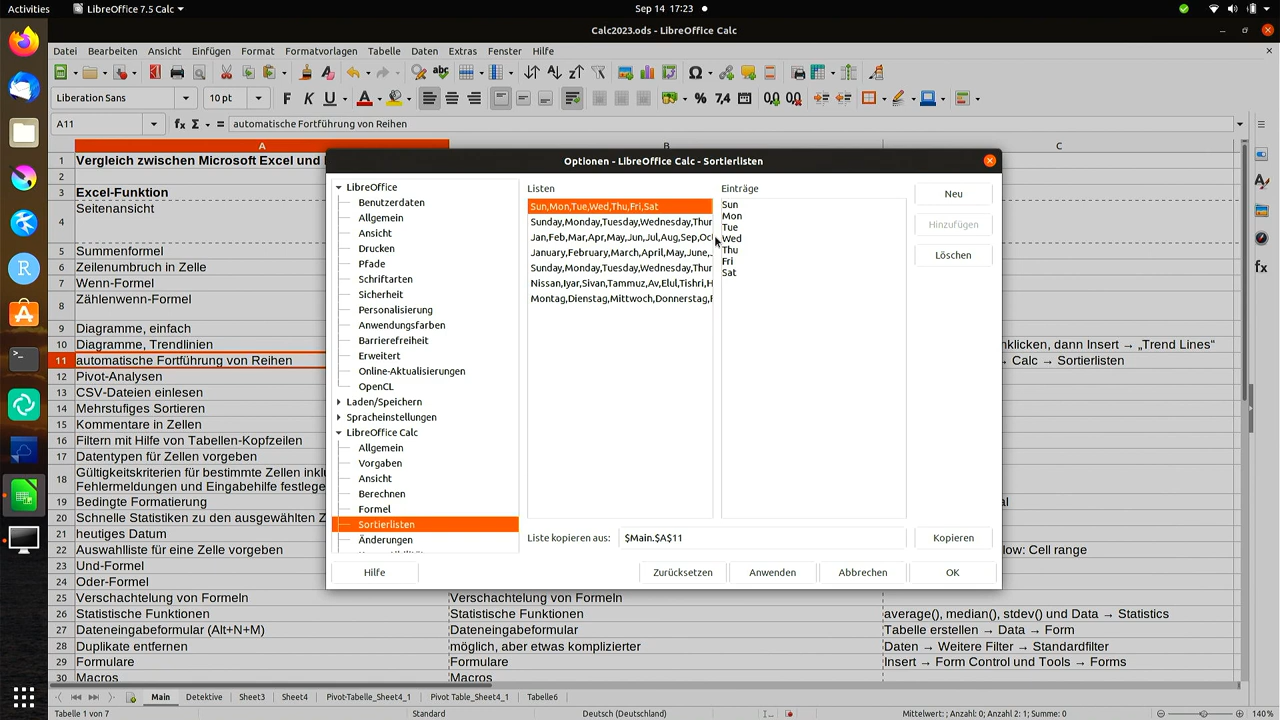 Activities
LibreOffice 7.5 Calc
Sep 14 17:23
Calc2023.ods - LibreOffice Calc
Datei Bearbeiten Ansicht Einfügen Format Formatvorlagen Tabelle Daten Extras Fenster Hilfe
Liberation Sans
10 pt
F K U
A11
automatische Fortführung von Reihen
A B C
1 Vergleich zwischen Microsoft Excel und
2
3 Excel-Funktion
4 Seitenansicht
5 Summenformel
6 Zeilenumbruch in Zelle
7 Wenn-Formel
8 Zählenwenn-Formel
9 Diagramme, einfach
10 Diagramme, Trendlinien
klicken, dann Insert → „Trend Lines“
11 automatische Fortführung von Reihen
→ Calc → Sortierlisten
12 Pivot-Analysen
13 CSV-Dateien einlesen
14 Mehrstufiges Sortieren
15 Kommentare in Zellen
16 Filtern mit Hilfe von Tabellen-Kopfzeilen
17 Datentypen für Zellen vorgeben
18 Gültigkeitskriterien für bestimmte Zellen inkl
Fehlermeldungen und Eingabehilfe festlege
19 Bedingte Formatierung
20 Schnelle Statistiken zu den ausgewählten Z
21 heutiges Datum
22 Auswahlliste für eine Zelle vorgeben
low: Cell range
23 Und-Formel
24 Oder-Formel
25 Verschachtelung von Formeln
Verschachtelung von Formeln
26 Statistische Funktionen
Statistische Funktionen
average(), median(), stdev() und Data → Statistics
27 Dateneingabeformular (Alt+N+M)
Dateneingabeformular
Tabelle erstellen → Data → Form
28 Duplikate entfernen
möglich, aber etwas komplizierter
Daten → Weitere Filter → Standardfilter
29 Formulare
Formulare
Insert → Form Control und Tools → Forms
30 Macros
Macros
Optionen - LibreOffice Calc - Sortierlisten
LibreOffice
Benutzerdaten
Allgemein
Ansicht
Drucken
Pfade
Schriftarten
Sicherheit
Personalisierung
Anwendungsfarben
Barrierefreiheit
Erweitert
Online-Aktualisierungen
OpenCL
Laden/Speichern
Spracheinstellungen
LibreOffice Calc
Allgemein
Vorgaben
Ansicht
Berechnen
Formel
Sortierlisten
Änderungen
Listen
Sun,Mon,Tue,Wed,Thu,Fri,Sat
Sunday,Monday,Tuesday,Wednesday,Thur
Jan,Feb,Mar,Apr,May,Jun,Jul,Aug,Sep,Oct
January,February,March,April,May,June,
Sunday,Monday,Tuesday,Wednesday,Thur
Nissan,Iyar,Sivan,Tammuz,Av,Elul,Tishri,H
Montag,Dienstag,Mittwoch,Donnerstag,F
Einträge
Sun
Mon
Tue
Wed
Thu
Fri
Sat
Neu
Hinzufügen
Löschen
Liste kopieren aus: $Main.$A$11
Kopieren
Hilfe Zurücksetzen Anwenden Abbrechen OK
Main Detektive Sheet3 Sheet4 Pivot-Tabelle_Sheet4_1 Pivot Table_Sheet4_1 Tabelle6
Tabelle 1 von 7
Standard
Deutsch (Deutschland)
Mittelwert: ; Anzahl: 0; Anzahl 2: 1; Summe: 0
140%